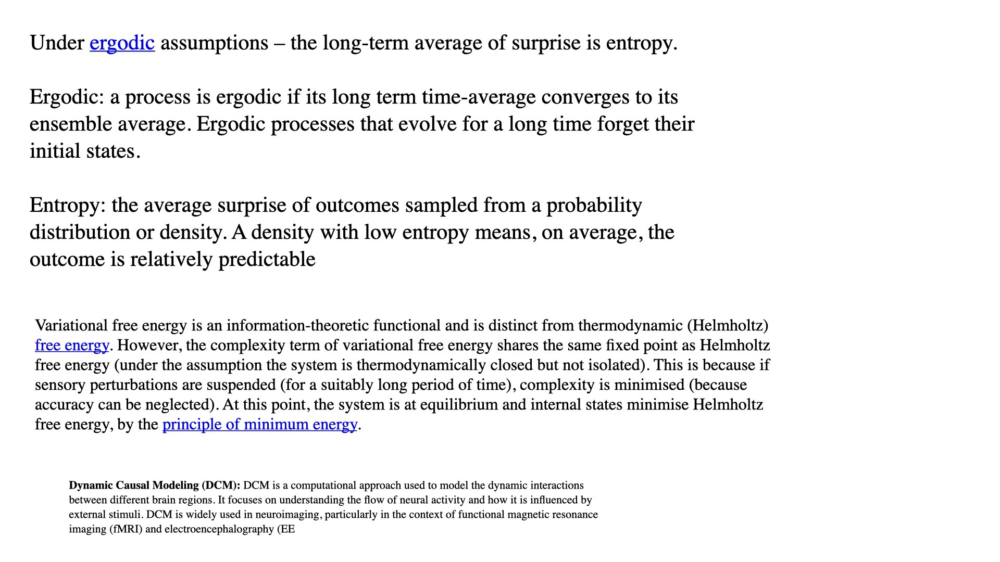 Under ergodic assumptions – the long-term average of surprise is entropy.
Ergodic: a process is ergodic if its long term time-average converges to its
ensemble average. Ergodic processes that evolve for a long time forget their
initial states.
Entropy: the average surprise of outcomes sampled from a probability
distribution or density. A density with low entropy means, on average, the
outcome is relatively predictable
Variational free energy is an information-theoretic functional and is distinct from thermodynamic (Helmholtz)
free energy. However, the complexity term of variational free energy shares the same fixed point as Helmholtz
free energy (under the assumption the system is thermodynamically closed but not isolated). This is because if
sensory perturbations are suspended (for a suitably long period of time), complexity is minimised (because
accuracy can be neglected). At this point, the system is at equilibrium and internal states minimise Helmholtz
free energy, by the principle of minimum energy.
Dynamic Causal Modeling (DCM): DCM is a computational approach used to model the dynamic interactions
between different brain regions. It focuses on understanding the flow of neural activity and how it is influenced by
external stimuli. DCM is widely used in neuroimaging, particularly in the context of functional magnetic resonance
imaging (fMRI) and electroencephalography (EE